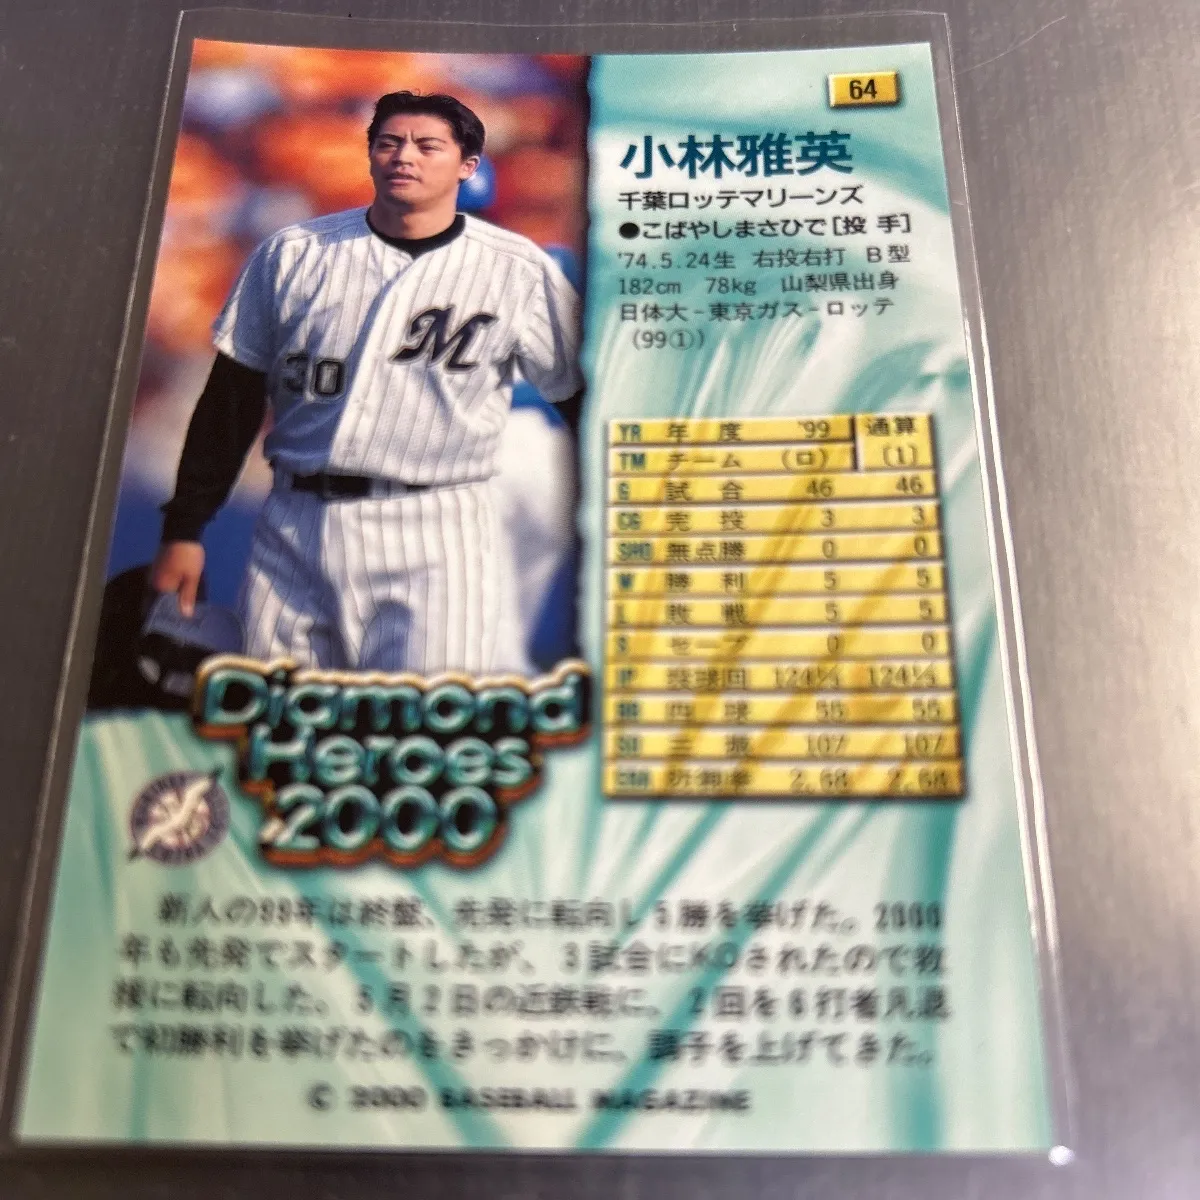 64
小林雅英
千葉ロッテマリーンズ
●こばやしまさひで[投 手]
'74.5.24生 右投右打 B型
182cm 78kg 山梨県出身
日体大-東京ガス-ロッテ
(99①)
M
30
YR 年 度 '99 通算
TM チーム (ロ) (1)
G 試 合 46 46
CG 完 投 3 3
SHO 無点勝 0 0
W 勝 利 5 5
L 敗 戦 5 5
S セーブ 0 0
IP 投球回
四 球 55 55
SO 三 振 107 107
防御率 2.68 2.68
Diamond
Heroes
2000
新人の99年は終盤、先発に転向し5勝を挙げた。2000
年も先発でスタートしたが、3試合にKOされたので救
援に転向した。5月2日の近鉄戦に、2回を6打者凡退
で初勝利を挙げたのをきっかけに、調子を上げてきた。
© 2000 BASEBALL MAGAZINE